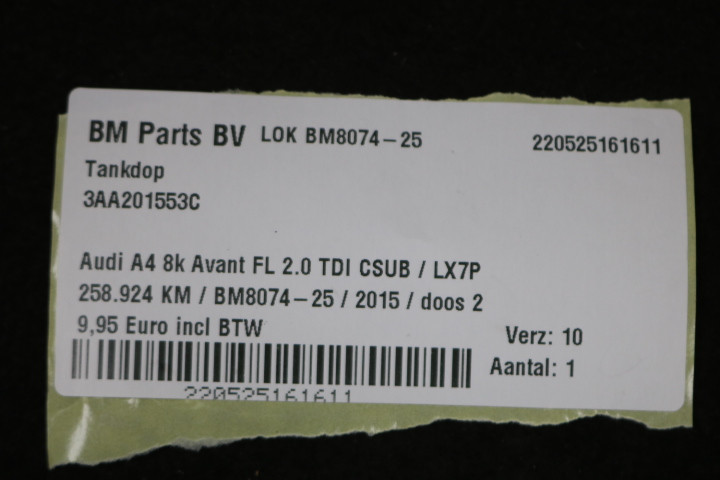 BM Parts BV LOK BM8074-25 220525161611
Tankdop
3AA201553C
Audi A4 8k Avant FL 2.0 TDI CSUB / LX7P
258.924 KM / BM8074-25 / 2015 / doos 2
9,95 Euro incl BTW
Verz: 10
Aantal: 1
220525161611